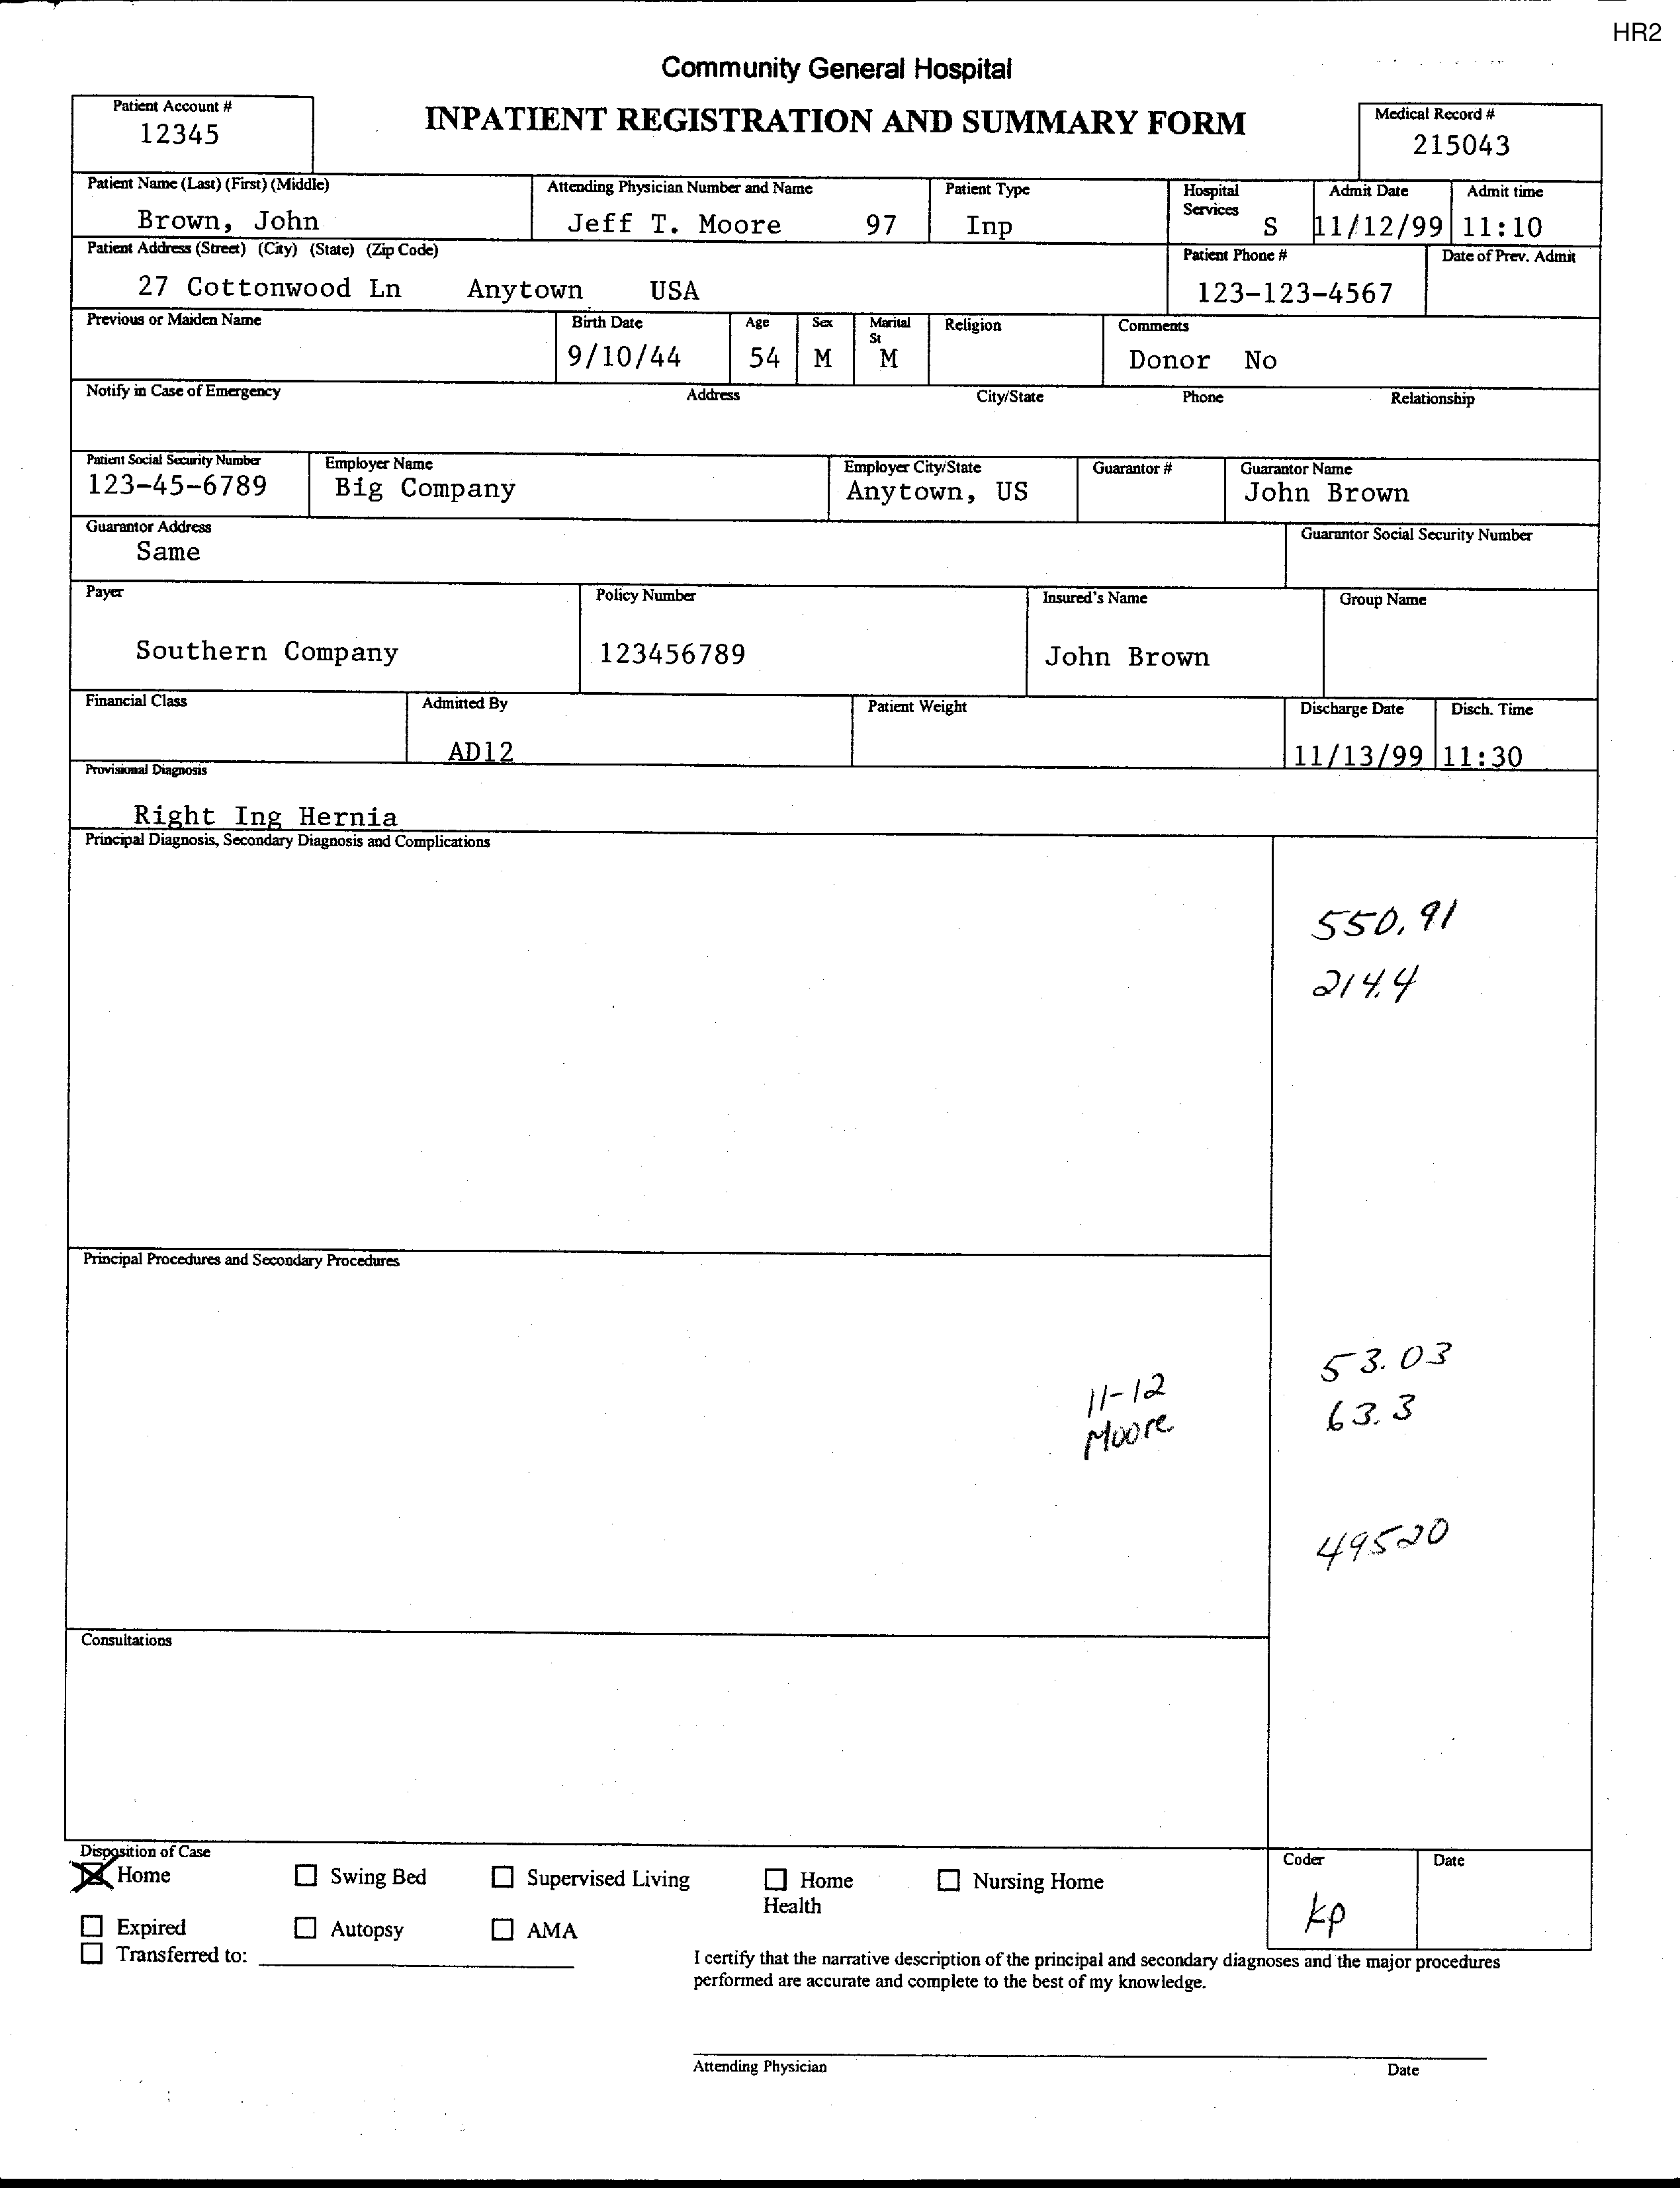 HR2
Community General Hospital
Patient Account #
12345
INPATIENT REGISTRATION AND SUMMARY FORM
Medical Record #
215043
Patient Name (Last) (First) (Middle)
Brown, John
Attending Physician Number and Name
Jeff T. Moore 97
Patient Type
Inp
Hospital Services
S
Admit Date
11/12/99
Admit time
11:10
Patient Address (Street) (City) (State) (Zip Code)
27 Cottonwood Ln Anytown USA
Patient Phone #
123-123-4567
Date of Prev. Admit
Previous or Maiden Name
Birth Date
9/10/44
Age
54
Sex
M
Marital St
M
Religion
Comments
Donor No
Notify in Case of Emergency Address City/State Phone Relationship
Patient Social Security Number
123-45-6789
Employer Name
Big Company
Employer City/State
Anytown, US
Guarantor #
Guarantor Name
John Brown
Guarantor Address
Same
Guarantor Social Security Number
Payer
Southern Company
Policy Number
123456789
Insured's Name
John Brown
Group Name
Financial Class
Admitted By
AD12
Patient Weight
Discharge Date
11/13/99
Disch. Time
11:30
Provisional Diagnosis
Right Ing Hernia
Principal Diagnosis, Secondary Diagnosis and Complications
550.91
214.4
Principal Procedures and Secondary Procedures
11-12
Moore
53.03
63.3
49520
Consultations
Disposition of Case
Home
Swing Bed
Supervised Living
Home Health
Nursing Home
Expired
Autopsy
AMA
Transferred to:
Coder
kp
Date
I certify that the narrative description of the principal and secondary diagnoses and the major procedures
performed are accurate and complete to the best of my knowledge.
Attending Physician Date